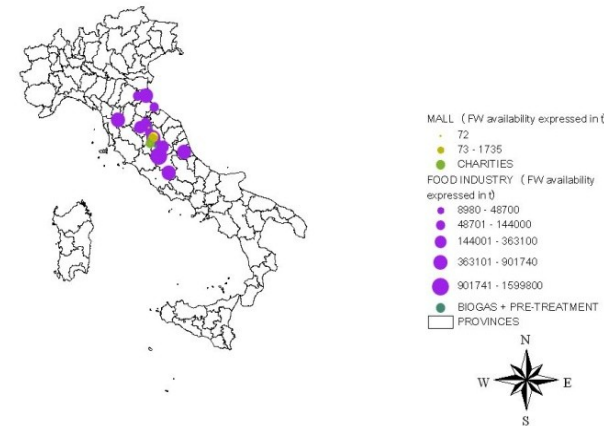 MALL ( FW availability expressed in t
72
73 - 1735
CHARITIES
FOOD INDUSTRY ( FW availability
expressed in t)
8980 - 48700
48701 - 144000
144001 - 363100
363101 - 901740
901741 - 1599800
BIOGAS + PRE-TREATMENT
PROVINCES
N
W E
S